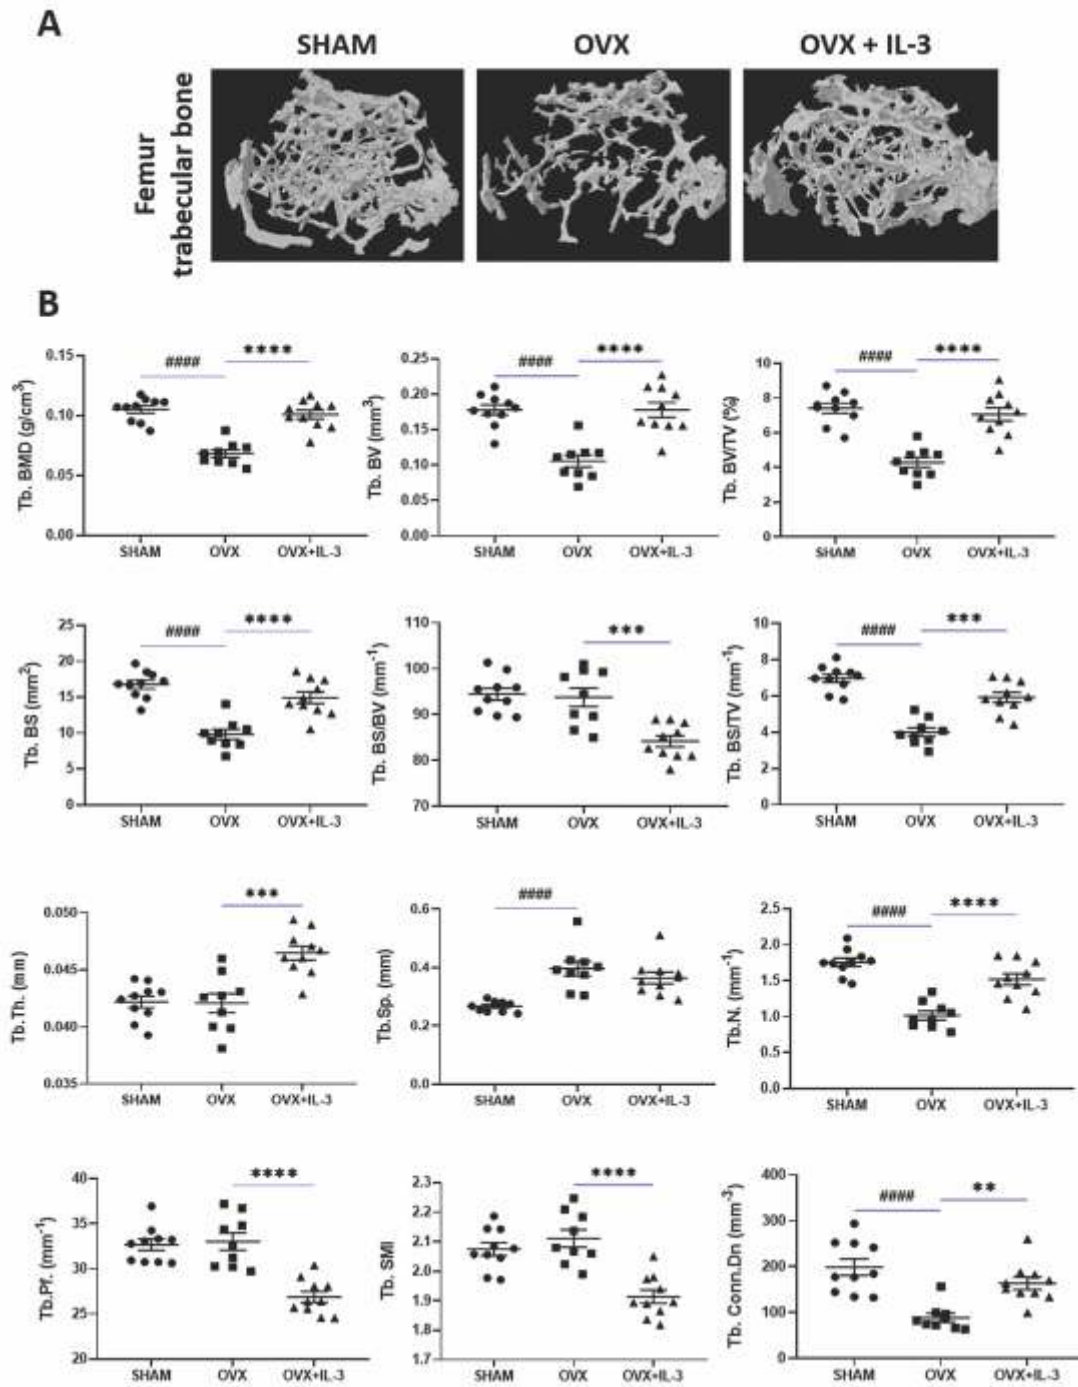 A
SHAM OVX OVX + IL-3
Femur
trabecular bone
B
Tb. BMD (g/cm³)
0.15
0.10
0.05
0.00
#### ****
SHAM OVX OVX+IL-3
Tb. BV (mm³)
0.25
0.20
0.15
0.10
0.05
0.00
#### ****
SHAM OVX OVX+IL-3
Tb. BV/TV (%)
10
8
6
4
2
0
#### ****
SHAM OVX OVX+IL-3
Tb. BS (mm²)
25
20
15
10
5
0
#### ****
SHAM OVX OVX+IL-3
Tb. BS/BV (mm⁻¹)
110
100
90
80
70
***
SHAM OVX OVX+IL-3
Tb. BS/TV (mm⁻¹)
10
8
6
4
2
0
#### ***
SHAM OVX OVX+IL-3
Tb.Th. (mm)
0.050
0.045
0.040
0.035
***
SHAM OVX OVX+IL-3
Tb.Sp. (mm)
0.6
0.4
0.2
0.0
####
SHAM OVX OVX+IL-3
Tb.N. (mm⁻¹)
2.5
2.0
1.5
1.0
0.5
0.0
#### ****
SHAM OVX OVX+IL-3
Tb.Pf. (mm⁻¹)
40
35
30
25
20
****
SHAM OVX OVX+IL-3
Tb. SMI
2.3
2.2
2.1
2.0
1.9
1.8
1.7
****
SHAM OVX OVX+IL-3
Tb. Conn.Dn (mm⁻³)
400
300
200
100
0
#### **
SHAM OVX OVX+IL-3